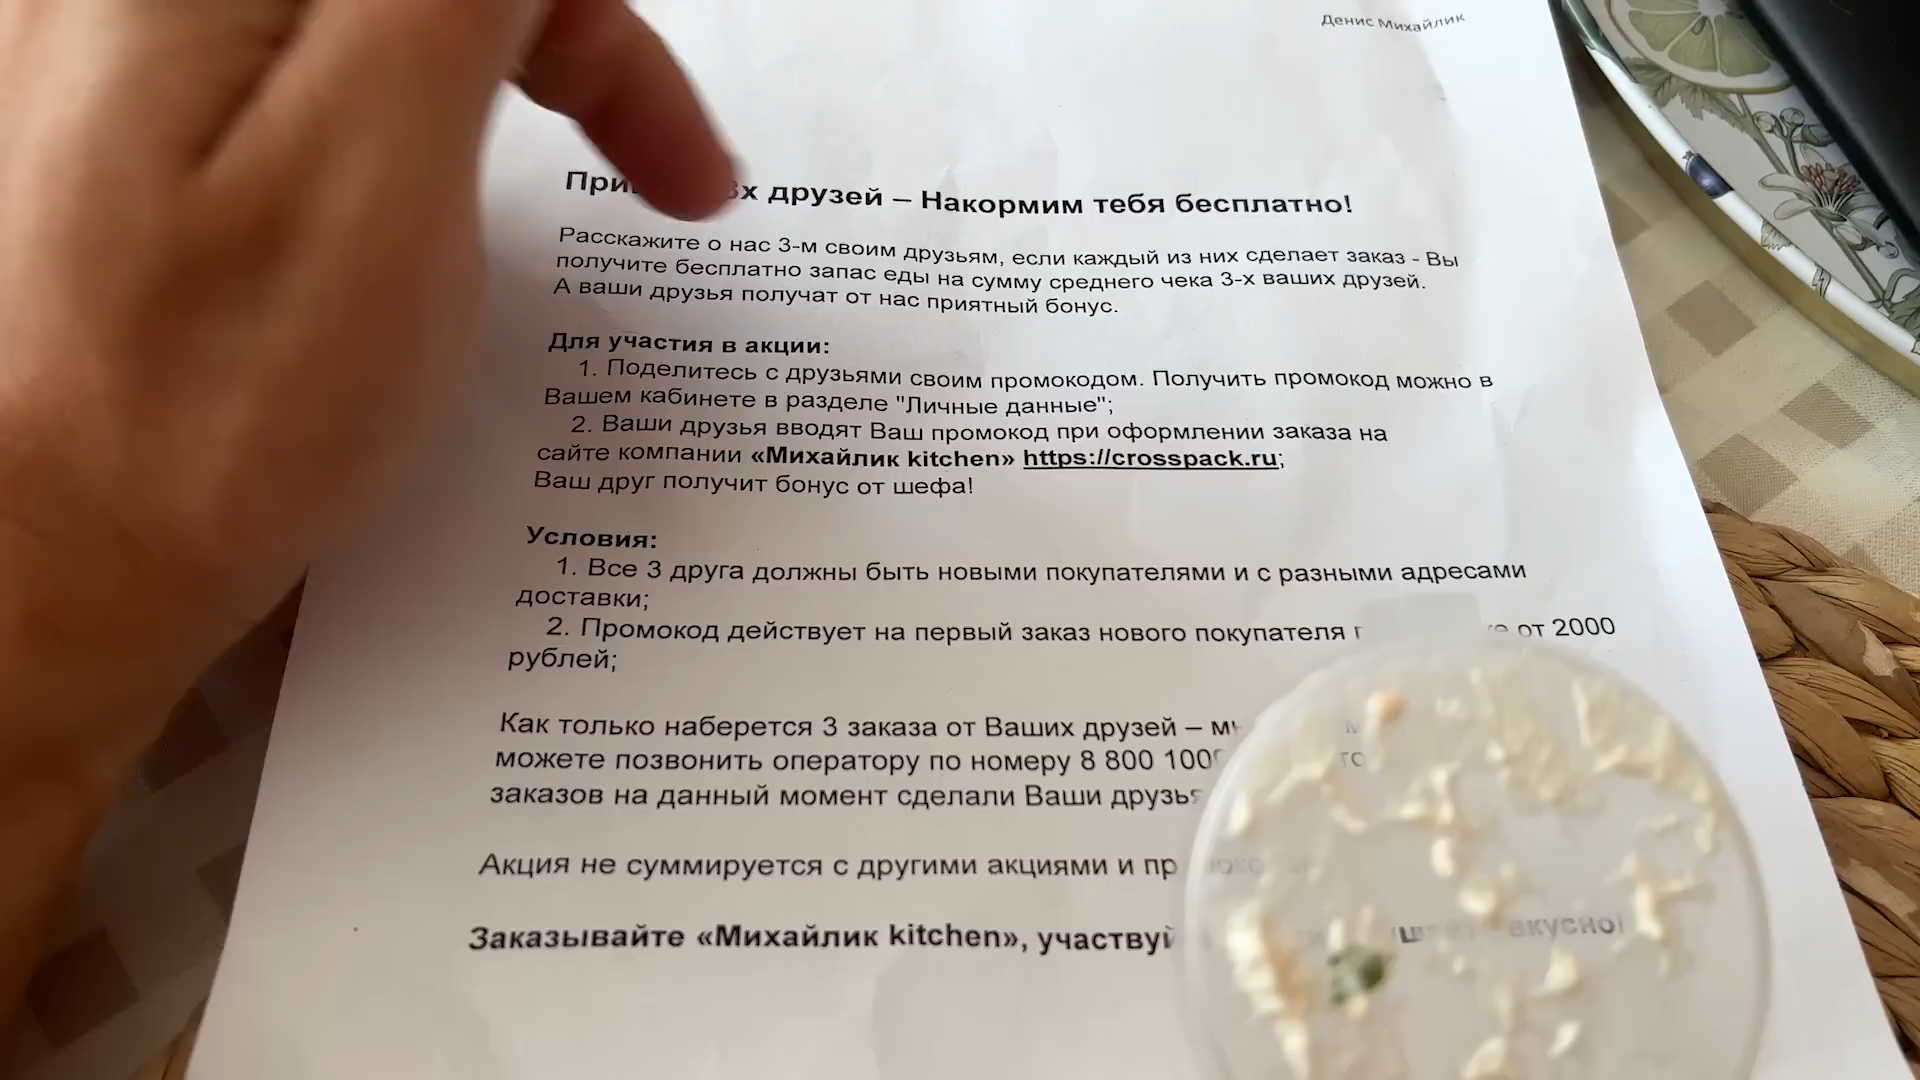 Денис Михайлик
друзей – Накормим тебя бесплатно!
Расскажите о нас 3-м своим друзьям, если каждый из них сделает заказ - Вы
получите бесплатно запас еды на сумму среднего чека 3-х ваших друзей.
А ваши друзья получат от нас приятный бонус.
Для участия в акции:
1. Поделитесь с друзьями своим промокодом. Получить промокод можно в
Вашем кабинете в разделе "Личные данные";
2. Ваши друзья вводят Ваш промокод при оформлении заказа на
сайте компании «Михайлик kitchen» https://crosspack.ru;
Ваш друг получит бонус от шефа!
Условия:
1. Все 3 друга должны быть новыми покупателями и с разными адресами
доставки;
2. Промокод действует на первый заказ нового покупателя от 2000
рублей;
Как только наберется 3 заказа от Ваших друзей –
можете позвонить оператору по номеру 8 800
заказов на данный момент сделали Ваши
Акция не суммируется с другими акциями и
Заказывайте «Михайлик kitchen», вкусно!